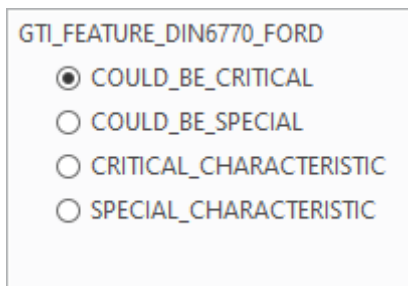 GTI_FEATURE_DIN6770_FORD
COULD_BE_CRITICAL
COULD_BE_SPECIAL
CRITICAL_CHARACTERISTIC
SPECIAL_CHARACTERISTIC